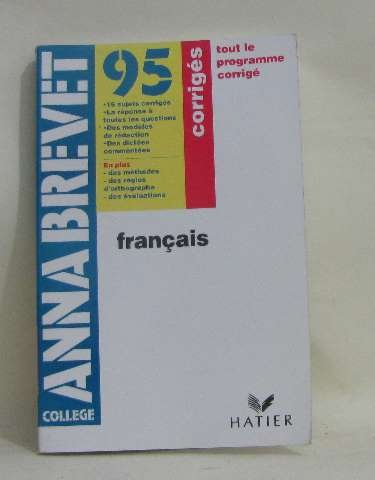 ANNA BREVET
COLLEGE
95
•15 sujets corrigés
•La réponse à
toutes les questions
•Des modèles
de rédaction
•Des dictées
commentées
En plus
- des méthodes
- des règles
d'orthographe
- des évaluations
corrigés
tout le
programme
corrigé
français
HATIER